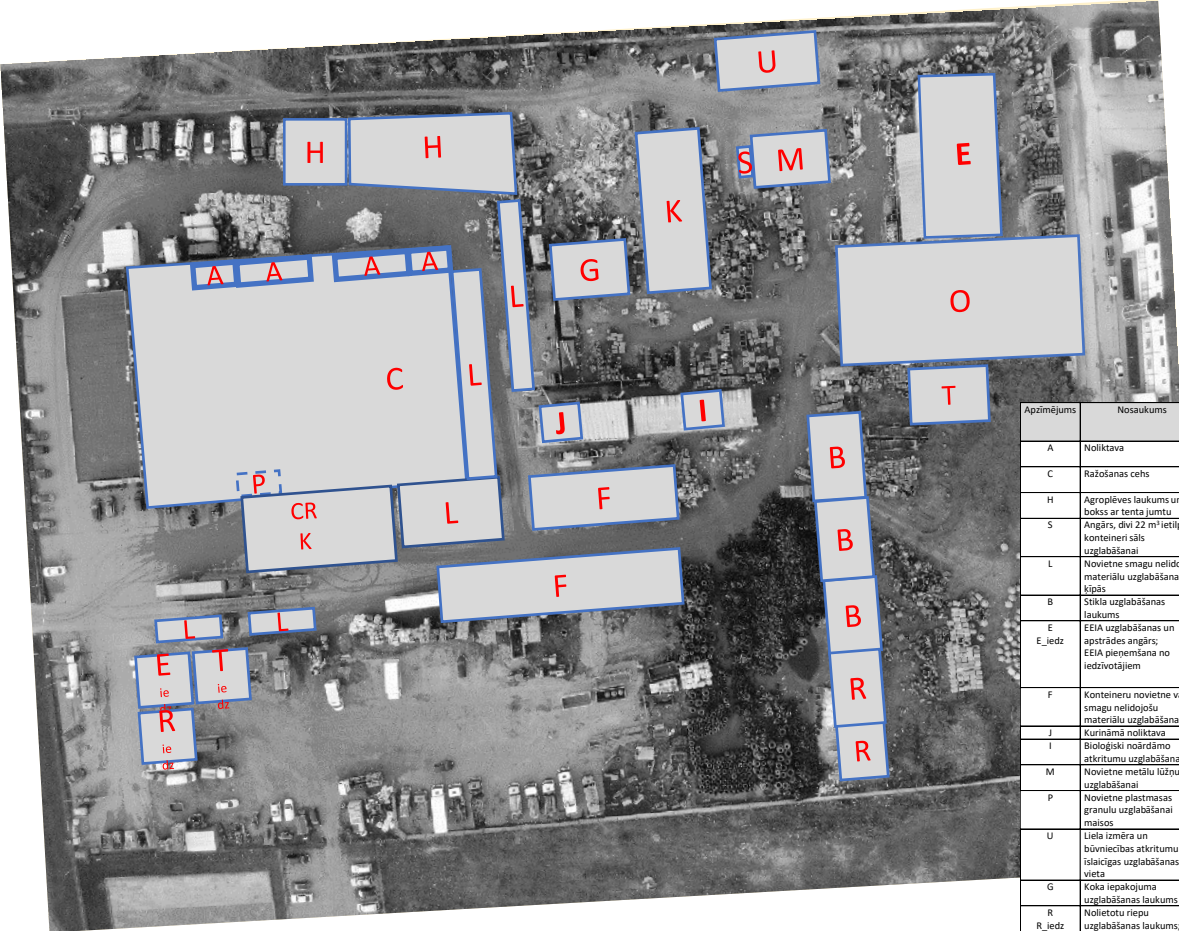 U
H
H
S
M
E
K
A
A
A
A
G
L
O
C
L
J
I
T
P
B
CR
K
L
F
B
F
L
L
B
E
ie
dz
T
ie
dz
R
R
ie
dz
R
Apzīmējums Nosaukums
A Noliktava
C Ražošanas cehs
H Agroplēves laukums un
bokss ar tenta jumtu
S Angārs, divi 22 m³ ietilp
konteineri sāls
uzglabāšanai
L Novietne smagu nelido
materiālu uzglabāšana
ķīpās
B Stikla uzglabāšanas
laukums
E EEIA uzglabāšanas un
E_iedz apstrādes angārs;
EEIA pieņemšana no
iedzīvotājiem
F Konteineru novietne v
smagu nelidojošu
materiālu uzglabāšana
J Kurināmā noliktava
I Bioloģiski noārdāmo
atkritumu uzglabāšana
M Novietne metālu lūžņu
uzglabāšanai
P Novietne plastmasas
granulu uzglabāšanai
maisos
U Liela izmēra un
būvniecības atkritumu
īslaicīgas uzglabāšanas
vieta
G Koka iepakojuma
uzglabāšanas laukums
R Nolietotu riepu
R_iedz uzglabāšanas laukums;